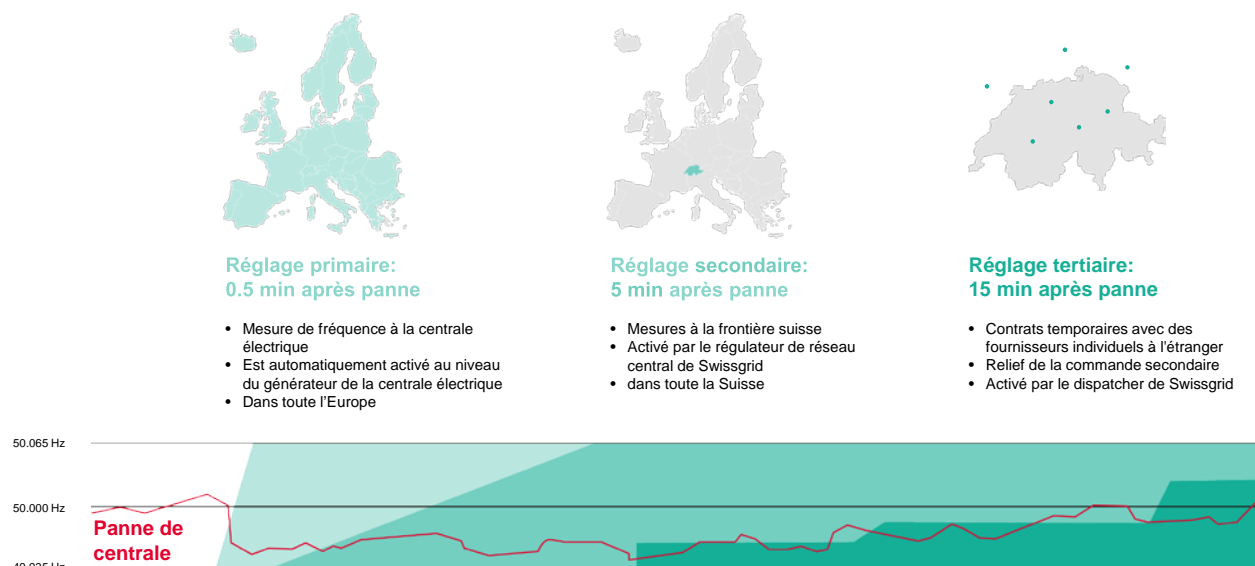 Réglage primaire:
0.5 min après panne
• Mesure de fréquence à la centrale
électrique
• Est automatiquement activé au niveau
du générateur de la centrale électrique
• Dans toute l'Europe
Réglage secondaire:
5 min après panne
• Mesures à la frontière suisse
• Activé par le régulateur de réseau
central de Swissgrid
• dans toute la Suisse
Réglage tertiaire:
15 min après panne
• Contrats temporaires avec des
fournisseurs individuels à l'étranger
• Relief de la commande secondaire
• Activé par le dispatcher de Swissgrid
50.065 Hz
50.000 Hz
Panne de
centrale